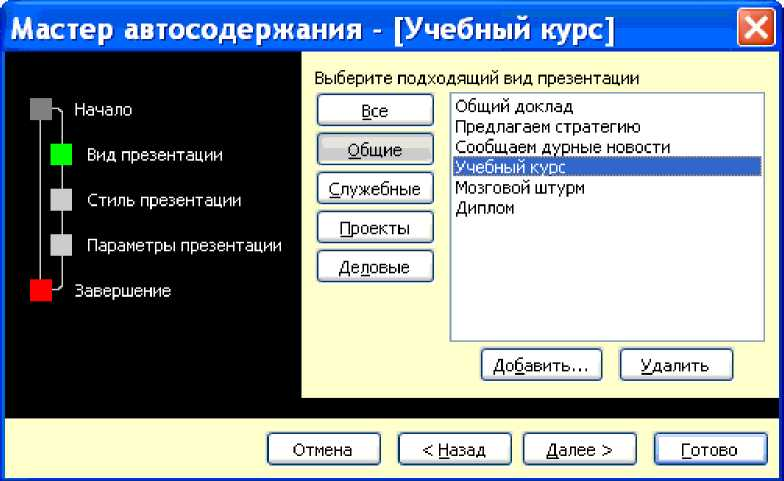 Мастер автосодержания - [Учебный курс]
Выберите подходящий вид презентации
Начало
Вид презентации
Стиль презентации
Параметры презентации
Завершение
Все
Общие
Служебные
Проекты
Деловые
Общий доклад
Предлагаем стратегию
Сообщаем дурные новости
Учебный курс
Мозговой штурм
Диплом
Добавить...
Удалить
Отмена
< Назад
Далее >
Готово